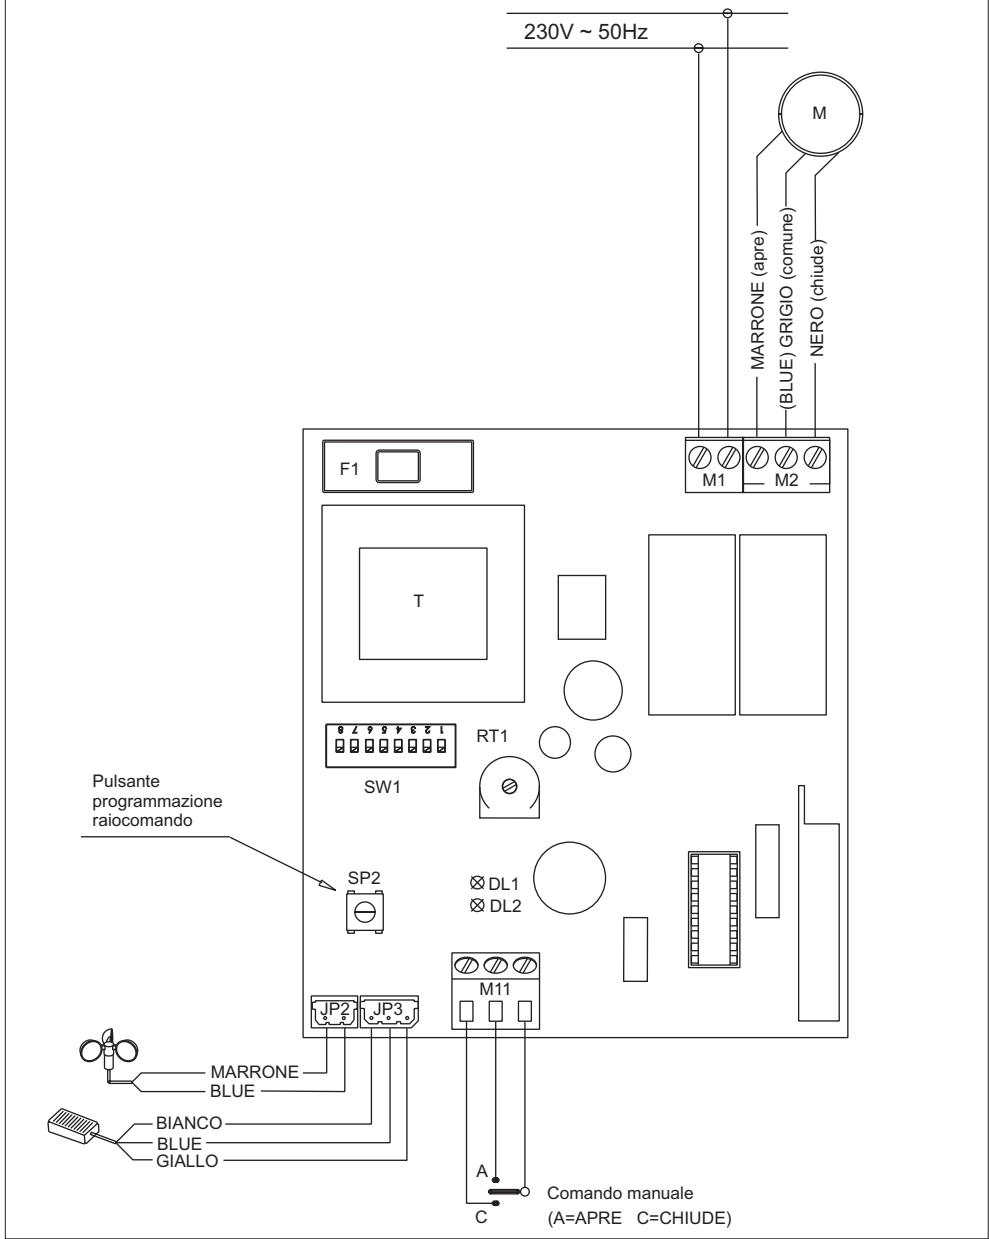 230V ~ 50Hz
M
MARRONE (apre)
(BLUE) GRIGIO (comune)
NERO (chiude)
F1
M1
M2
T
8 7 6 5 4 3 2 1
SW1
RT1
Pulsante
programmazione
raiocomando
SP2
DL1
DL2
M11
JP2
JP3
MARRONE
BLUE
BIANCO
BLUE
GIALLO
A
C
Comando manuale
(A=APRE C=CHIUDE)